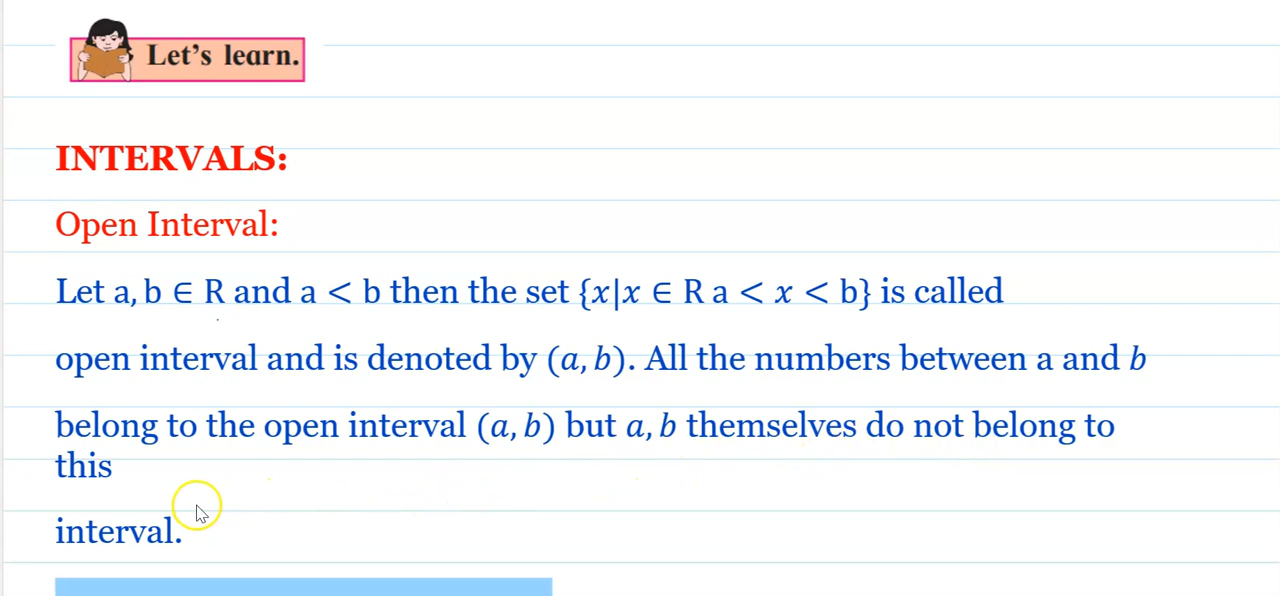 Let's learn.
INTERVALS:
Open Interval:
Let a, b ∈ R and a < b then the set {x|x ∈ R a < x < b} is called
open interval and is denoted by (a, b). All the numbers between a and b
belong to the open interval (a, b) but a, b themselves do not belong to
this
interval.